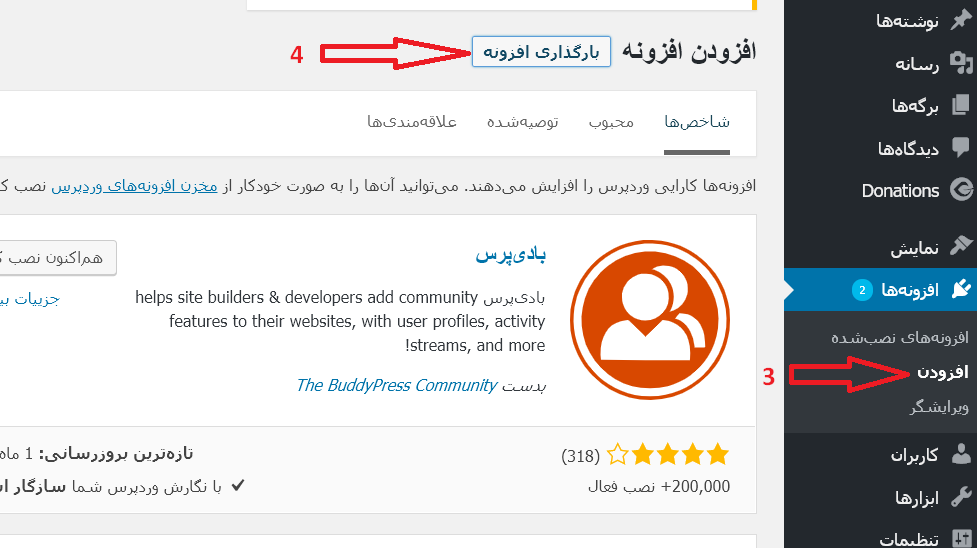 نوشته‌ها
رسانه
برگه‌ها
دیدگاه‌ها
Donations
نمایش
افزونه‌ها 2
افزونه‌های نصب‌شده
افزودن
3
ویرایشگر
کاربران
ابزارها
تنظیمات
افزودن افزونه
بارگذاری افزونه
4
شاخص‌ها محبوب توصیه‌شده علاقه‌مندی‌ها
افزونه‌ها کارایی وردپرس را افزایش می‌دهند. می‌توانید آن‌ها را به صورت خودکار از مخزن افزونه‌های وردپرس نصب
بادی‌پرس
هم‌اکنون نصب
جزییات
بادی‌پرس helps site builders & developers add community
features to their websites, with user profiles, activity
streams, and more!
بدست The BuddyPress Community
(318)
+200,000 نصب فعال
تازه‌ترین بروزرسانی: 1 ماه
با نگارش وردپرس شما سازگار